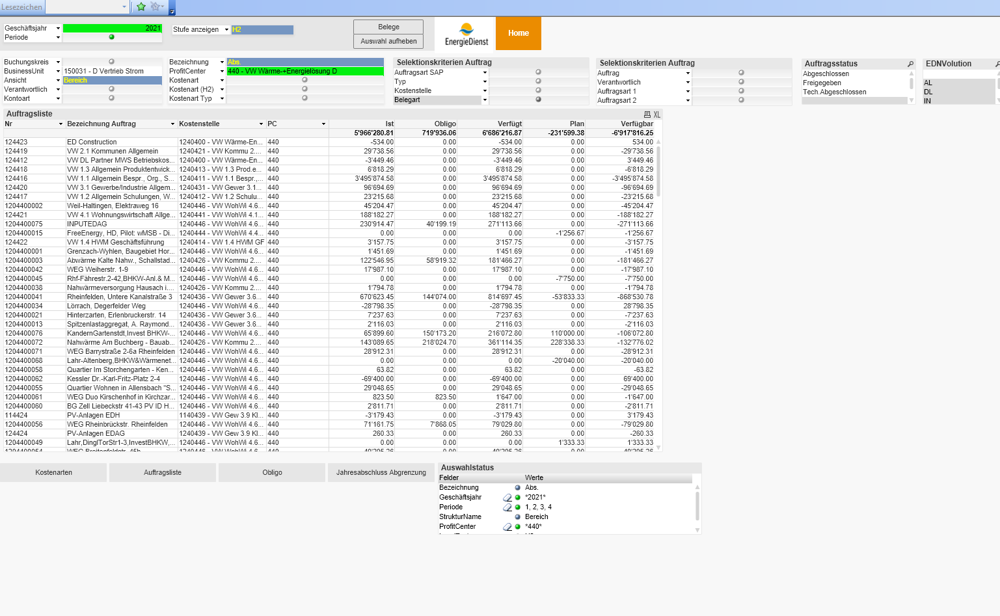 Lesezeichen
Geschäftsjahr 2021
Periode
Stufe anzeigen H2
Belege
Auswahl aufheben
EnergieDienst
Home
Buchungskreis
BusinessUnit 150031 - D Vertrieb Strom
Ansicht Bereich
Verantwortlich
Kontoart
Bezeichnung Abs.
ProfitCenter 440 - VW Wärme-+Energielösung D
Kostenart
Kostenart (H2)
Kostenart Typ
Selektionskriterien Auftrag
Auftragsart SAP
Typ
Kostenstelle
Belegart
Selektionskriterien Auftrag
Auftrag
Verantwortlich
Auftragsart 1
Auftragsart 2
Auftragsstatus
Abgeschlossen
Freigegeben
Tech.Abgeschlossen
EDNVolution
AL
DL
IN
Auftragsliste XL
Nr Bezeichnung Auftrag Kostenstelle PC Ist Obligo Verfügt Plan Verfügbar
5'966'280.81 719'936.06 6'686'216.87 -231'599.38 -6'917'816.25
124423 ED Construction 1240400 - VW Wärme-En... 440 -534.00 0.00 -534.00 0.00 534.00
124419 VW 2.1 Kommunen Allgemein 1240421 - VW Kommu 2.... 440 29'738.56 0.00 29'738.56 0.00 -29'738.56
124412 VW DL Partner MWS Betriebskos... 1240400 - VW Wärme-En... 440 -3'449.46 0.00 -3'449.46 0.00 3'449.46
124418 VW 1.3 Allgemein Produktentwick... 1240413 - VW 1.3 Prod.e... 440 6'818.29 0.00 6'818.29 0.00 -6'818.29
124416 VW 1.1 Allgemein Bespr., Org., S... 1240411 - VW 1.1 Bespr.,... 440 3'495'874.58 0.00 3'495'874.58 0.00 -3'495'874.58
124420 VW 3.1 Gewerbe/Industrie Allgem... 1240431 - VW Gewer 3.1... 440 96'694.69 0.00 96'694.69 0.00 -96'694.69
124417 VW 1.2 Allgemein Schulungen, W... 1240412 - VW 1.2 Schulu... 440 23'215.68 0.00 23'215.68 0.00 -23'215.68
1204400002 Weil-Haltingen, Elektraweg 16 1240446 - VW WohWi 4.6... 440 45'204.47 0.00 45'204.47 0.00 -45'204.47
124421 VW 4.1 Wohnungswirtschaft Allge... 1240441 - VW WohWi 4.1... 440 188'182.27 0.00 188'182.27 0.00 -188'182.27
1204400075 INPUTEDAG 1240446 - VW WohWi 4.6... 440 230'914.47 40'199.19 271'113.66 0.00 -271'113.66
1204400015 FreeEnergy, HD, Pilot: wMSB - Di... 1240444 - VW WohWi 4.4... 440 0.00 0.00 0.00 -1'256.67 -1'256.67
124422 VW 1.4 HWM Geschäftsführung 1240414 - VW 1.4 HWM GF 440 3'157.75 0.00 3'157.75 0.00 -3'157.75
1204400001 Grenzach-Wyhlen, Baugebiet Hor... 1240446 - VW WohWi 4.6... 440 1'451.69 0.00 1'451.69 0.00 -1'451.69
1204400003 Abwärme Kalte Nahw., Schallstad... 1240426 - VW Kommu 2.... 440 122'546.95 58'919.32 181'466.27 0.00 -181'466.27
1204400042 WEG Weiherstr. 1-9 1240446 - VW WohWi 4.6... 440 17'987.10 0.00 17'987.10 0.00 -17'987.10
1204400045 Rhf-Fährestr.2-42,BHKW-Anl.& M... 1240446 - VW WohWi 4.6... 440 0.00 0.00 0.00 -7'750.00 -7'750.00
1204400038 Nahwärmeversorgung Hausach i.... 1240426 - VW Kommu 2.... 440 1'794.78 0.00 1'794.78 0.00 -1'794.78
1204400041 Rheinfelden, Untere Kanalstraße 3 1240436 - VW Gewer 3.6... 440 670'623.45 144'074.00 814'697.45 -53'833.33 -868'530.78
1204400034 Lörrach, Degerfelder Weg 1240446 - VW WohWi 4.6... 440 -28'798.35 0.00 -28'798.35 0.00 28'798.35
1204400021 Hinterzarten, Erlenbruckerstr. 14 1240436 - VW Gewer 3.6... 440 7'237.63 0.00 7'237.63 0.00 -7'237.63
1204400013 Spitzenlastaggregat, A. Raymond... 1240436 - VW Gewer 3.6... 440 2'116.03 0.00 2'116.03 0.00 -2'116.03
1204400076 KandernGartenstdt,Invest BHKW-... 1240446 - VW WohWi 4.6... 440 65'899.60 150'173.20 216'072.80 110'000.00 -106'072.80
1204400072 Nahwärme Am Buchberg - Bauab... 1240426 - VW Kommu 2.... 440 143'089.65 218'024.70 361'114.35 228'338.33 -132'776.02
1204400071 WEG Barrystraße 2-6a Rheinfelden 1240446 - VW WohWi 4.6... 440 28'912.31 0.00 28'912.31 0.00 -28'912.31
1204400068 Lahr-Altenberg,BHKW&Wärmenet... 1240446 - VW WohWi 4.6... 440 0.00 0.00 0.00 -20'040.00 -20'040.00
1204400058 Quartier Im Storchengarten - Ken... 1240446 - VW WohWi 4.6... 440 63.82 0.00 63.82 0.00 -63.82
1204400062 Kessler Dr.-Karl-Fritz-Platz 2-4 1240446 - VW WohWi 4.6... 440 -69'400.00 0.00 -69'400.00 0.00 69'400.00
1204400055 Quartier Wohnen in Allensbach "S... 1240446 - VW WohWi 4.6... 440 29'048.65 0.00 29'048.65 0.00 -29'048.65
1204400061 WEG Duo Kirschenhof in Kirchzar... 1240446 - VW WohWi 4.6... 440 823.50 823.50 1'647.00 0.00 -1'647.00
1204400060 BG Zell Liebeckstr 41-43 PV ID H... 1240446 - VW WohWi 4.6... 440 2'811.71 0.00 2'811.71 0.00 -2'811.71
114424 PV-Anlagen EDH 1140439 - VW Gew 3.9 Kl... 440 -3'179.43 0.00 -3'179.43 0.00 3'179.43
1204400056 WEG Rheinbrückstr. Rheinfelden 1240446 - VW WohWi 4.6... 440 71'161.75 7'868.05 79'029.80 0.00 -79'029.80
124424 PV-Anlagen EDAG 1240439 - VW Gew 3.9 Kl... 440 260.33 0.00 260.33 0.00 -260.33
1204400049 Lahr,DinglTorStr1-3,InvestBHKW,... 1240446 - VW WohWi 4.6... 440 0.00 0.00 0.00 1'333.33 1'333.33
1204400054 WEG Breitenfeldstr. 45b 1240446 - VW WohWi 4.6... 440 40'205.26 0.00 40'205.26 0.00 -40'205.26
Kostenarten
Auftragsliste
Obligo
Jahresabschluss Abgrenzung
Auswahlstatus
Felder Werte
Bezeichnung Abs.
Geschäftsjahr *2021*
Periode 1, 2, 3, 4
StrukturName Bereich
ProfitCenter *440*